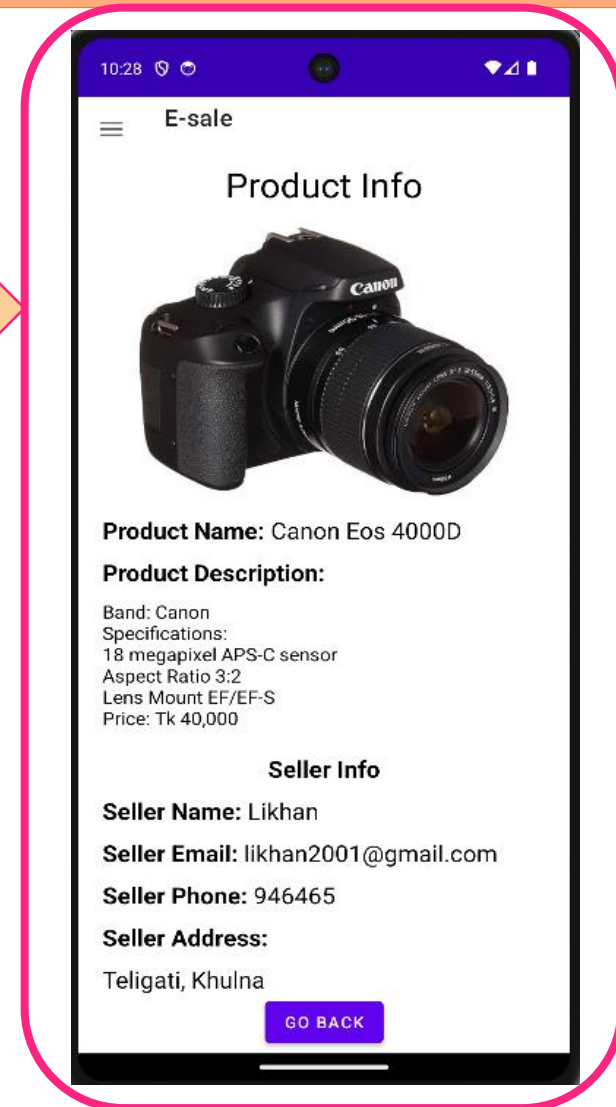 10:28
E-sale
Product Info
Canon
Product Name: Canon Eos 4000D
Product Description:
Band: Canon
Specifications:
18 megapixel APS-C sensor
Aspect Ratio 3:2
Lens Mount EF/EF-S
Price: Tk 40,000
Seller Info
Seller Name: Likhan
Seller Email: likhan2001@gmail.com
Seller Phone: 946465
Seller Address:
Teligati, Khulna
GO BACK